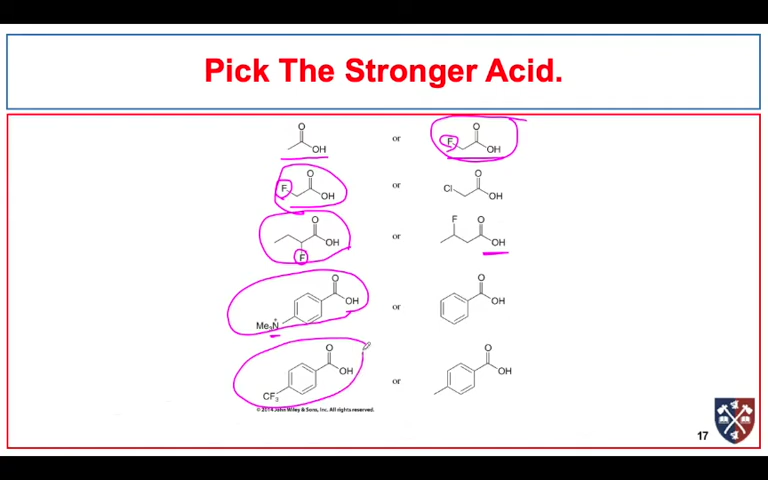 Pick The Stronger Acid.
O O
OH or F OH
O O
F OH or Cl OH
O F O
OH or OH
F
O O
OH or OH
Me₃N⁺
O O
OH or OH
CF₃
© 2014 John Wiley & Sons, Inc. All rights reserved.
17